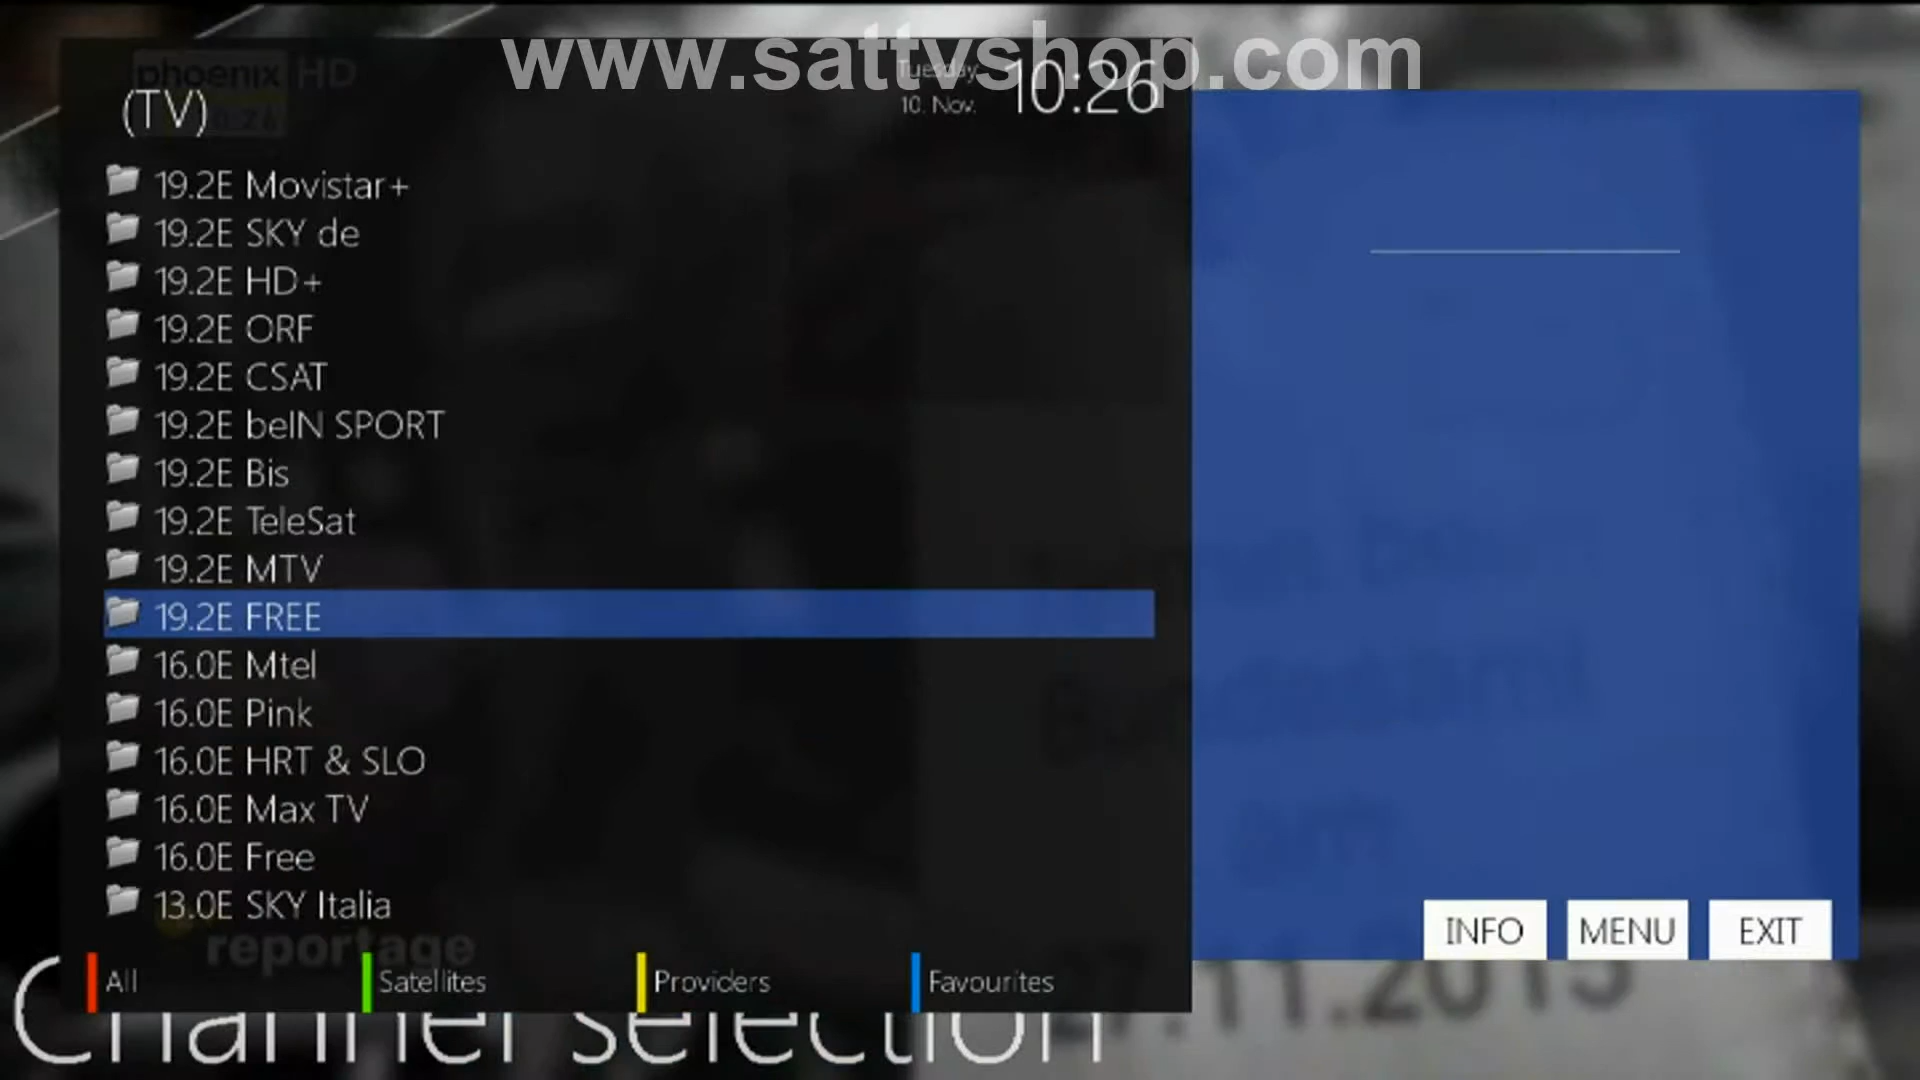 www.sattvshop.com
phoenix HD
Tuesday
10. Nov.
10:26
(TV)
19.2E Movistar+
19.2E SKY de
19.2E HD+
19.2E ORF
19.2E CSAT
19.2E beIN SPORT
19.2E Bis
19.2E TeleSat
19.2E MTV
19.2E FREE
16.0E Mtel
16.0E Pink
16.0E HRT & SLO
16.0E Max TV
16.0E Free
13.0E SKY Italia
INFO
MENU
EXIT
reportage
All
Satellites
Providers
Favourites
Channel selection